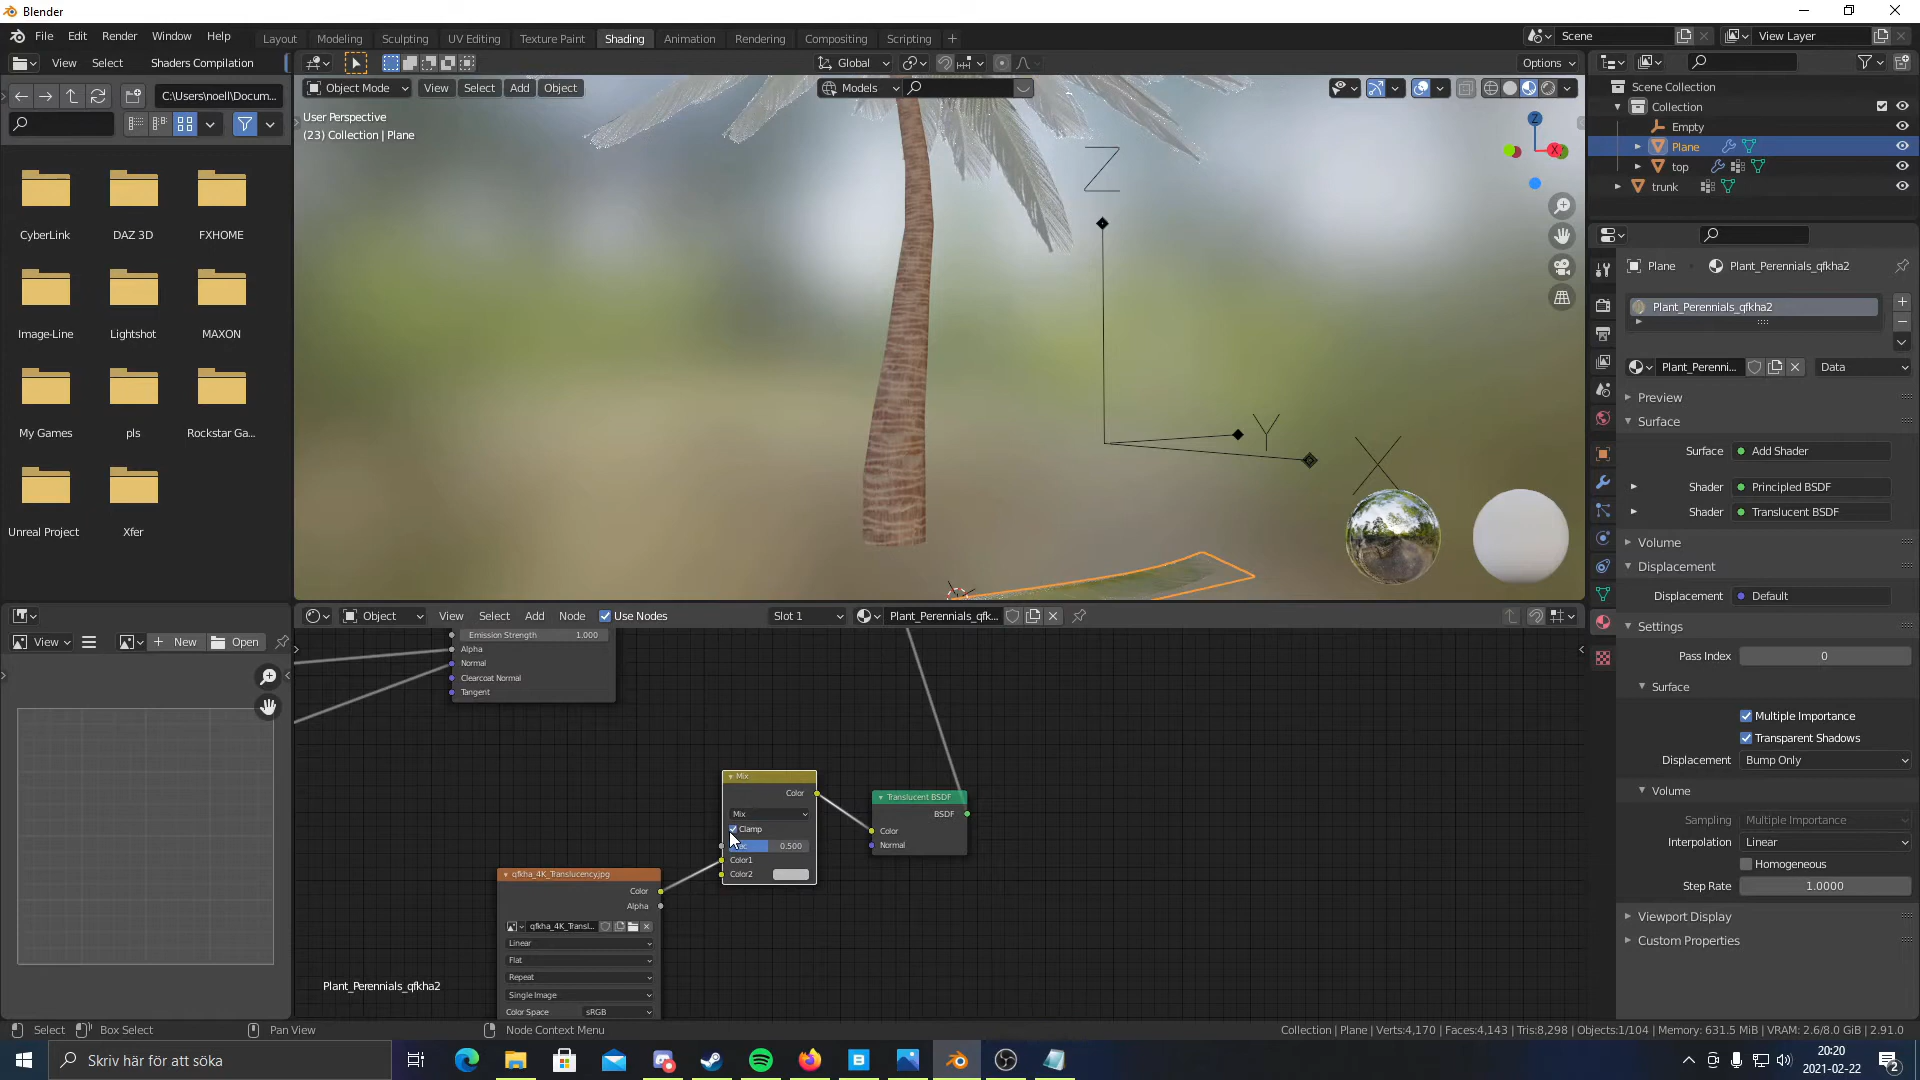 Blender
File Edit Render Window Help
Layout Modeling Sculpting UV Editing Texture Paint Shading Animation Rendering Compositing Scripting
Scene
View Layer
View Select Shaders Compilation
Global
Options
C:\Users\noell\Docum...
CyberLink DAZ 3D FXHOME
Image-Line Lightshot MAXON
My Games pls Rockstar Ga...
Unreal Project Xfer
Object Mode View Select Add Object
Models
User Perspective
(23) Collection | Plane
Z
Y
X
Z
X
Scene Collection
Collection
Empty
Plane
top
trunk
Plane Plant_Perennials_qfkha2
Plant_Perennials_qfkha2
Plant_Perenni... Data
Preview
Surface
Surface Add Shader
Shader Principled BSDF
Shader Translucent BSDF
Volume
Displacement
Displacement Default
Settings
Pass Index 0
Surface
Multiple Importance
Transparent Shadows
Displacement Bump Only
Volume
Sampling Multiple Importance
Interpolation Linear
Homogeneous
Step Rate 1.0000
Viewport Display
Custom Properties
View New Open
Object View Select Add Node Use Nodes Slot 1 Plant_Perennials_qfk...
Emission Strength 1.000
Alpha
Normal
Clearcoat Normal
Tangent
Mix
Color
Mix
Clamp
0.500
Color1
Color2
Translucent BSDF
BSDF
Color
Normal
qfkha_4K_Translucency.jpg
Color
Alpha
qfkha_4K_Transl...
Linear
Flat
Repeat
Single Image
Color Space sRGB
Plant_Perennials_qfkha2
Select Box Select Pan View Node Context Menu
Collection | Plane | Verts:4,170 | Faces:4,143 | Tris:8,298 | Objects:1/104 | Memory: 631.5 MiB | VRAM: 2.6/8.0 GiB | 2.91.0
Skriv här för att söka
20:20
2021-02-22
2